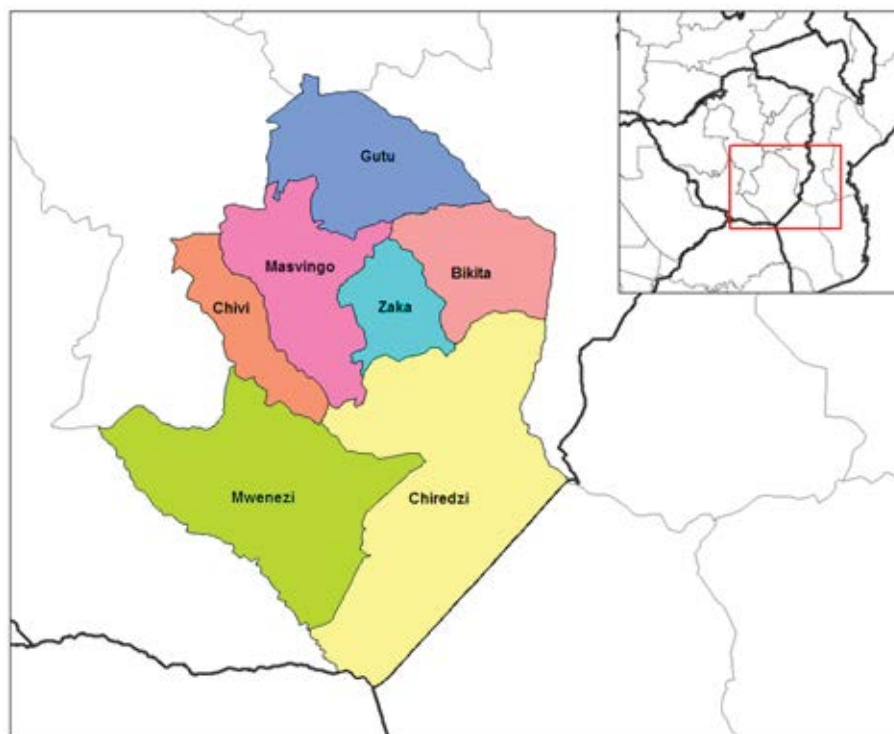 Gutu
Masvingo
Bikita
Chivi
Zaka
Mwenezi
Chiredzi